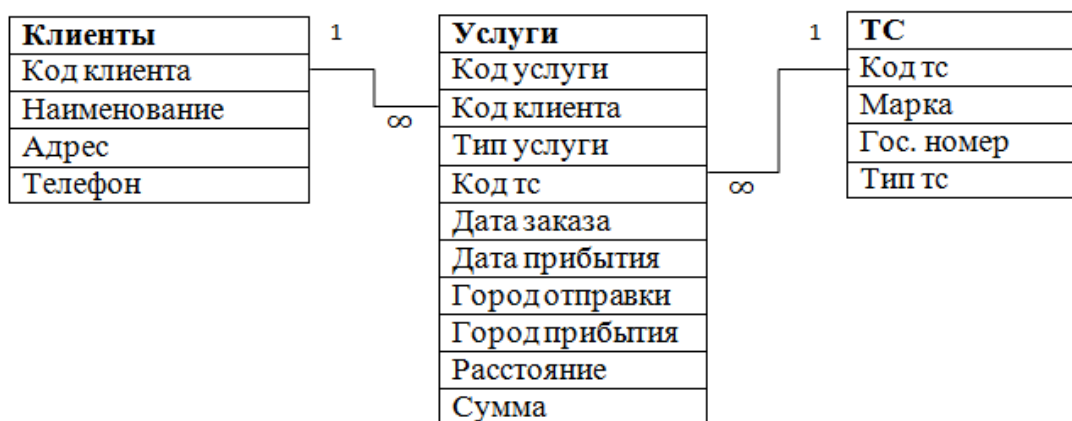 Клиенты
Код клиента
Наименование
Адрес
Телефон
1
∞
Услуги
Код услуги
Код клиента
Тип услуги
Код тс
Дата заказа
Дата прибытия
Город отправки
Город прибытия
Расстояние
Сумма
1
∞
ТС
Код тс
Марка
Гос. номер
Тип тс